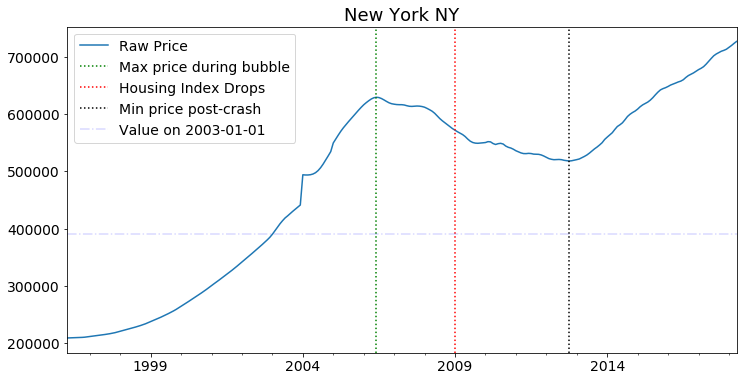 New York NY
Raw Price
Max price during bubble
Housing Index Drops
Min price post-crash
Value on 2003-01-01
700000
600000
500000
400000
300000
200000
1999 2004 2009 2014